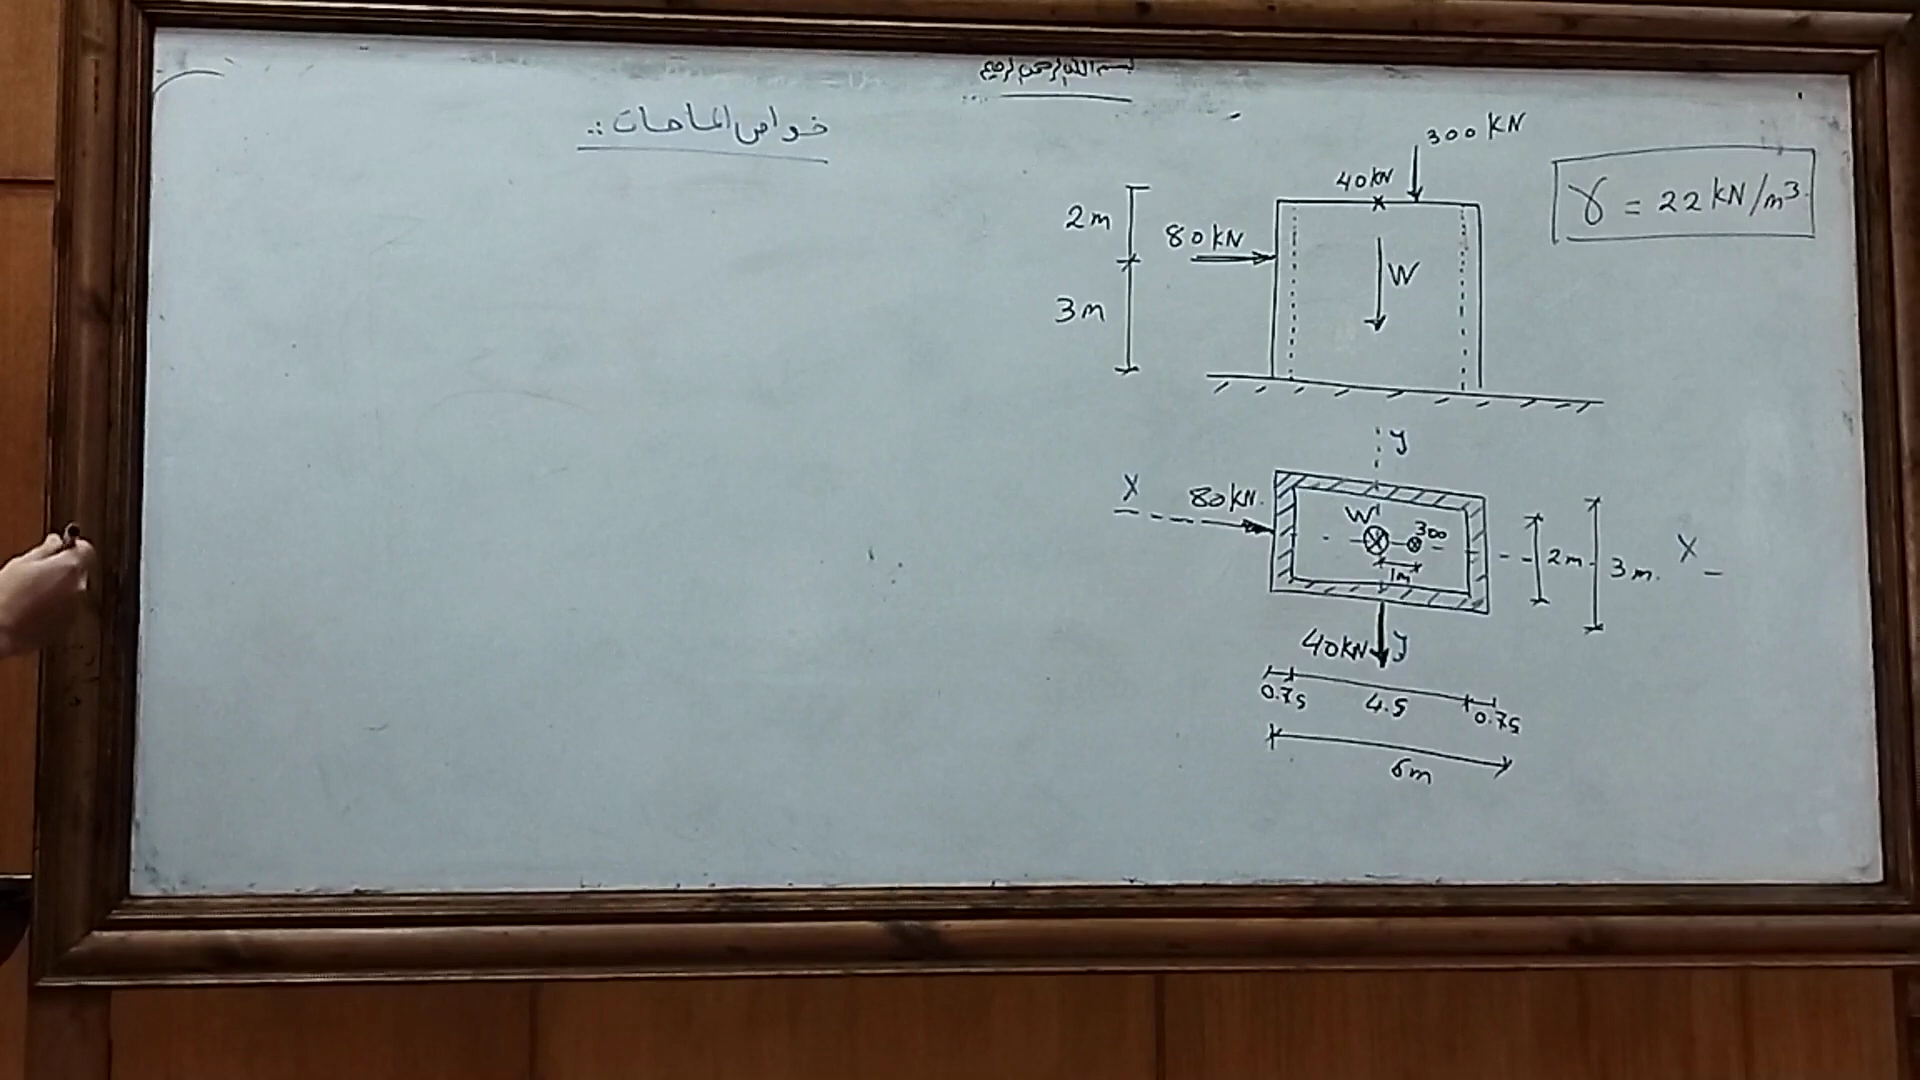 بسم الله الرحمن الرحيم
خواص المساحات :.
300 KN
40 kN
γ = 22 KN/m³.
2m
80 KN
W
3m
y
X
80 kN.
W
300
1m
2m
3m.
X
40 kN
y
0.75
4.5
0.75
6m